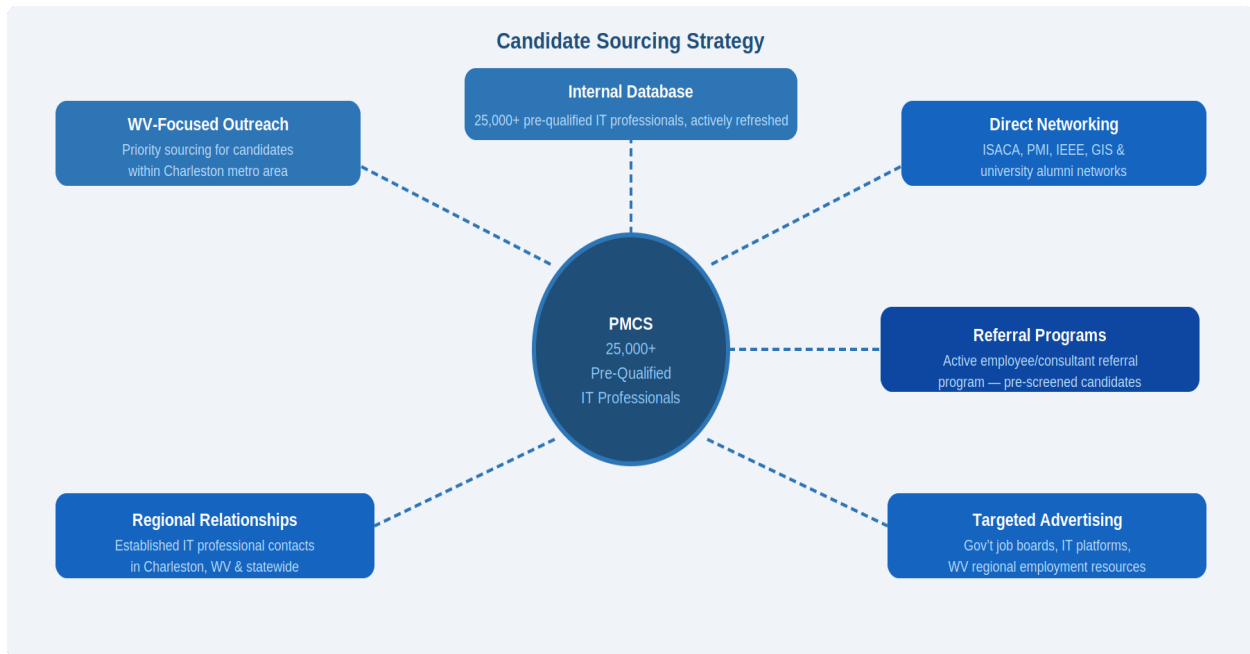 Candidate Sourcing Strategy
Internal Database
25,000+ pre-qualified IT professionals, actively refreshed
WV-Focused Outreach
Priority sourcing for candidates
within Charleston metro area
Direct Networking
ISACA, PMI, IEEE, GIS &
university alumni networks
PMCS
25,000+
Pre-Qualified
IT Professionals
Referral Programs
Active employee/consultant referral
program — pre-screened candidates
Regional Relationships
Established IT professional contacts
in Charleston, WV & statewide
Targeted Advertising
Gov’t job boards, IT platforms,
WV regional employment resources